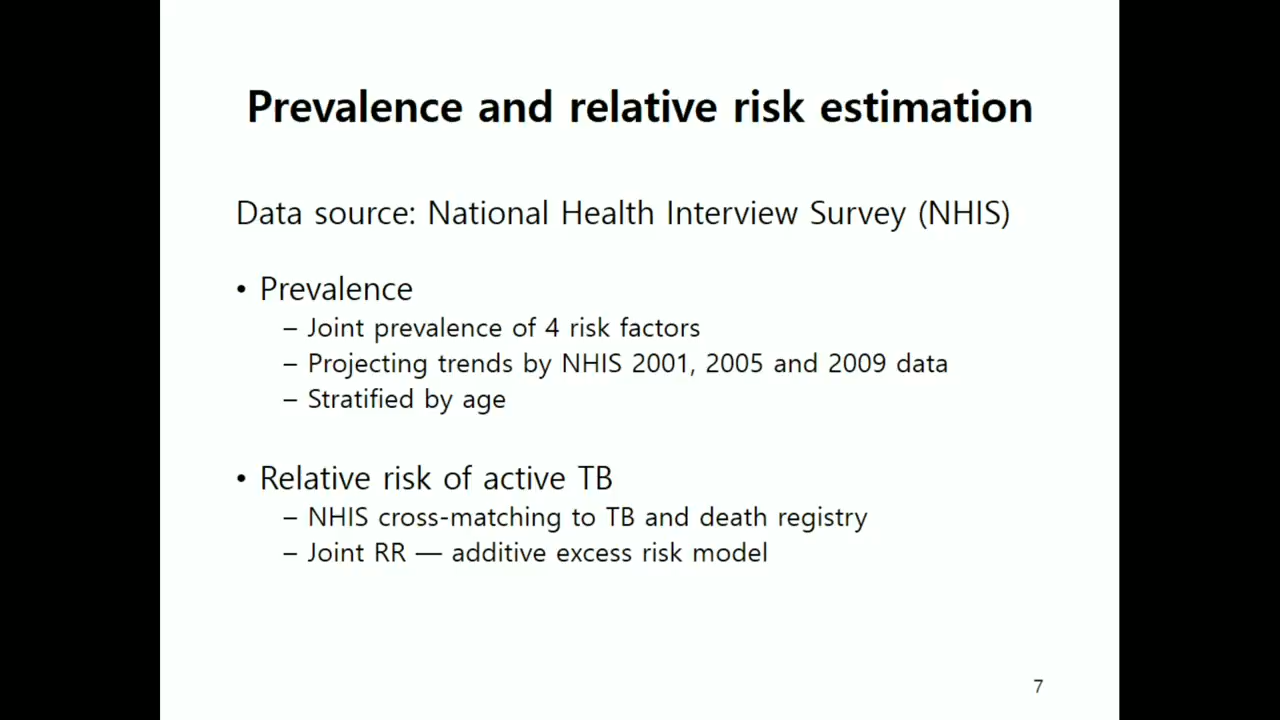 Prevalence and relative risk estimation
Data source: National Health Interview Survey (NHIS)
• Prevalence
– Joint prevalence of 4 risk factors
– Projecting trends by NHIS 2001, 2005 and 2009 data
– Stratified by age
• Relative risk of active TB
– NHIS cross-matching to TB and death registry
– Joint RR — additive excess risk model
7